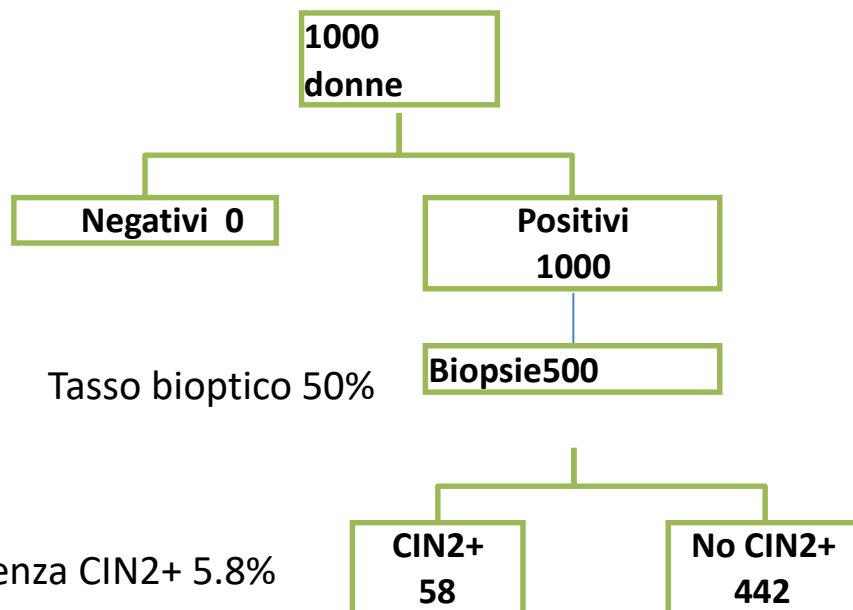 1000
donne
Negativi 0
Positivi
1000
Tasso bioptico 50%
Biopsie500
enza CIN2+ 5.8%
CIN2+
58
No CIN2+
442